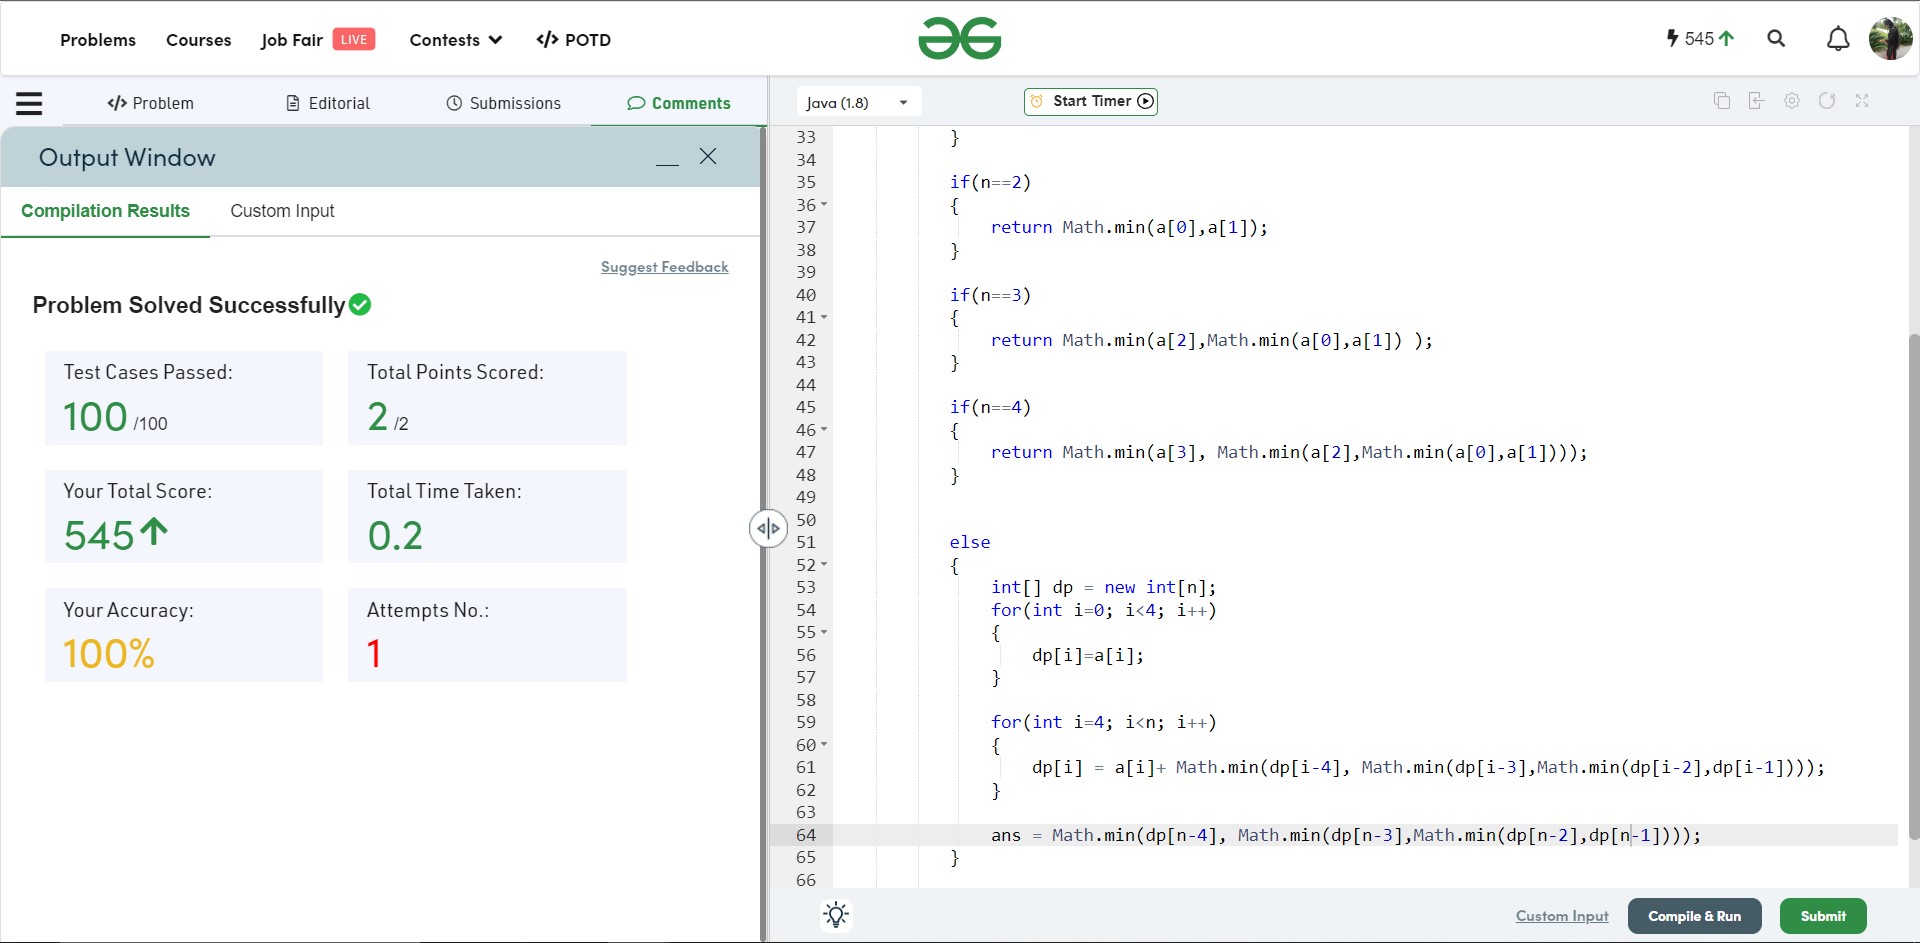 Problems Courses Job Fair LIVE Contests </> POTD
545
</> Problem Editorial Submissions Comments
Output Window
Compilation Results Custom Input
Suggest Feedback
Problem Solved Successfully
Test Cases Passed:
100 /100
Total Points Scored:
2 /2
Your Total Score:
545
Total Time Taken:
0.2
Your Accuracy:
100%
Attempts No.:
1
Java (1.8) Start Timer
33 }
34
35 if(n==2)
36 {
37 return Math.min(a[0],a[1]);
38 }
39
40 if(n==3)
41 {
42 return Math.min(a[2],Math.min(a[0],a[1]) );
43 }
44
45 if(n==4)
46 {
47 return Math.min(a[3], Math.min(a[2],Math.min(a[0],a[1])));
48 }
49
50
51 else
52 {
53 int[] dp = new int[n];
54 for(int i=0; i<4; i++)
55 {
56 dp[i]=a[i];
57 }
58
59 for(int i=4; i<n; i++)
60 {
61 dp[i] = a[i]+ Math.min(dp[i-4], Math.min(dp[i-3],Math.min(dp[i-2],dp[i-1])));
62 }
63
64 ans = Math.min(dp[n-4], Math.min(dp[n-3],Math.min(dp[n-2],dp[n-1])));
65 }
66
Custom Input Compile & Run Submit